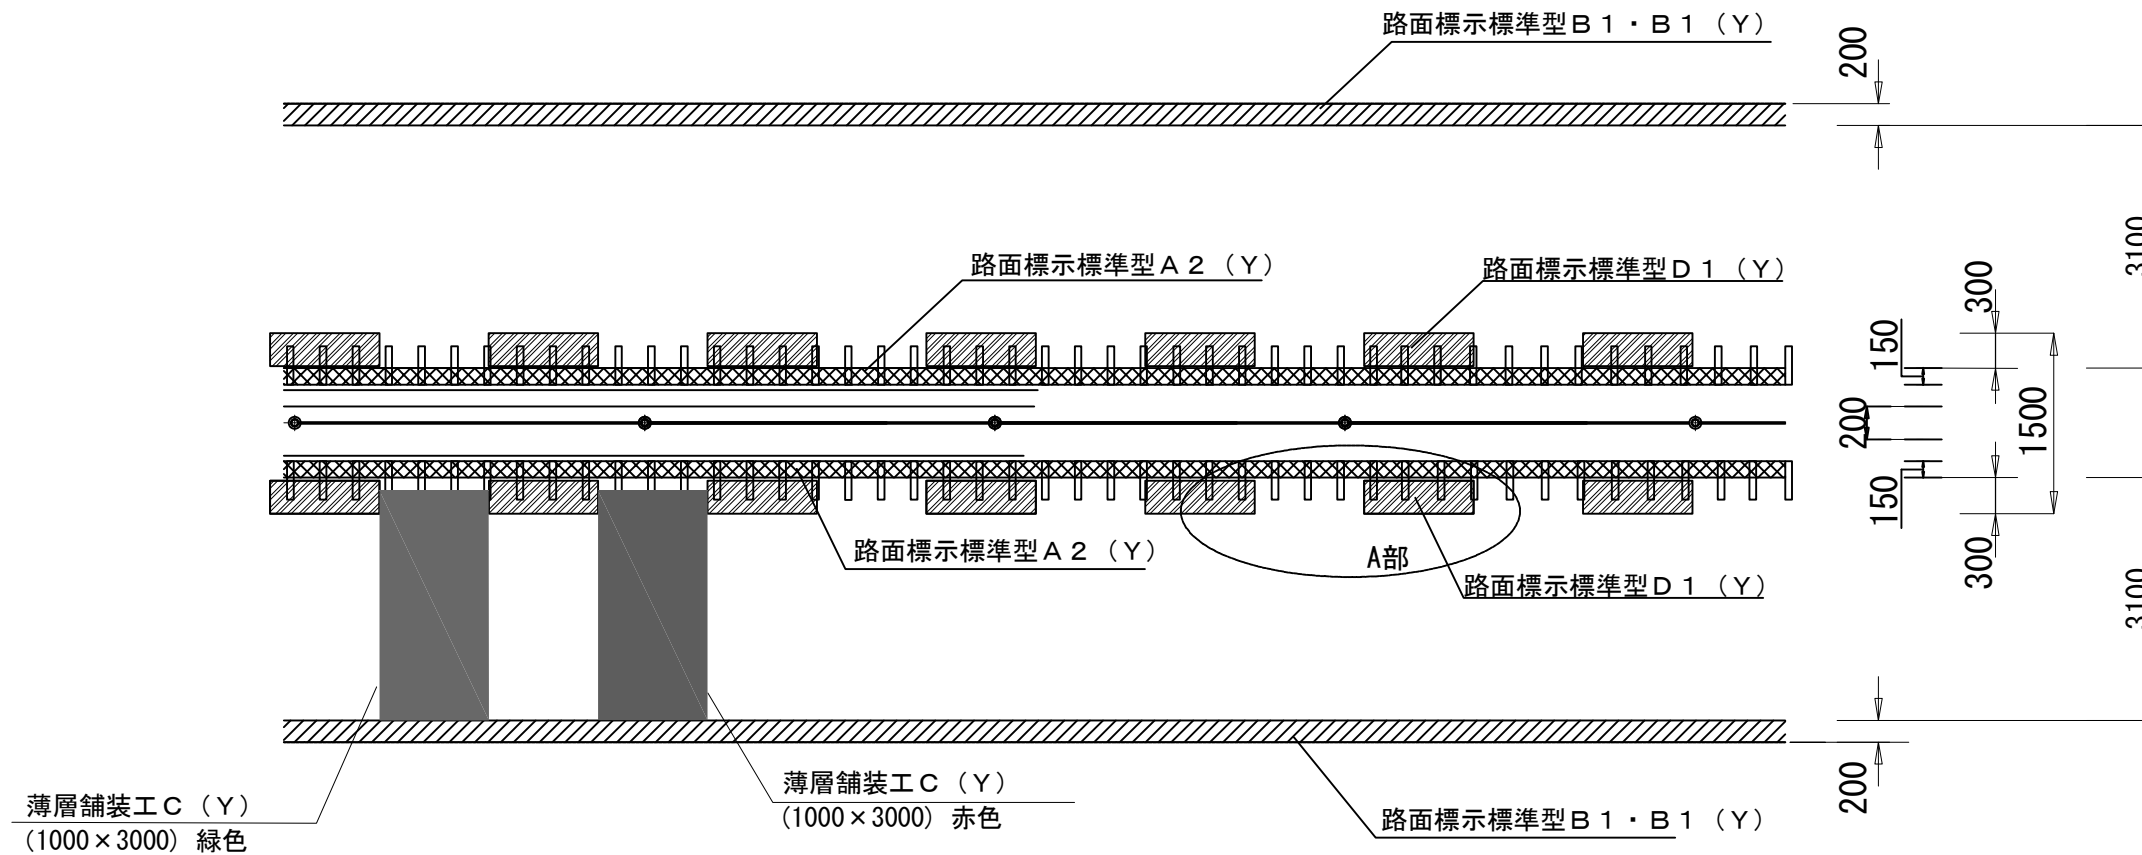 路面標示標準型Ｂ１・Ｂ１（Ｙ）
200
3100
路面標示標準型Ａ２（Ｙ）
路面標示標準型Ｄ１（Ｙ）
300
150
1500
200
150
300
路面標示標準型Ａ２（Ｙ）
A部
路面標示標準型Ｄ１（Ｙ）
3100
薄層舗装工Ｃ（Ｙ）
(1000×3000) 緑色
薄層舗装工Ｃ（Ｙ）
(1000×3000) 赤色
路面標示標準型Ｂ１・Ｂ１（Ｙ）
200